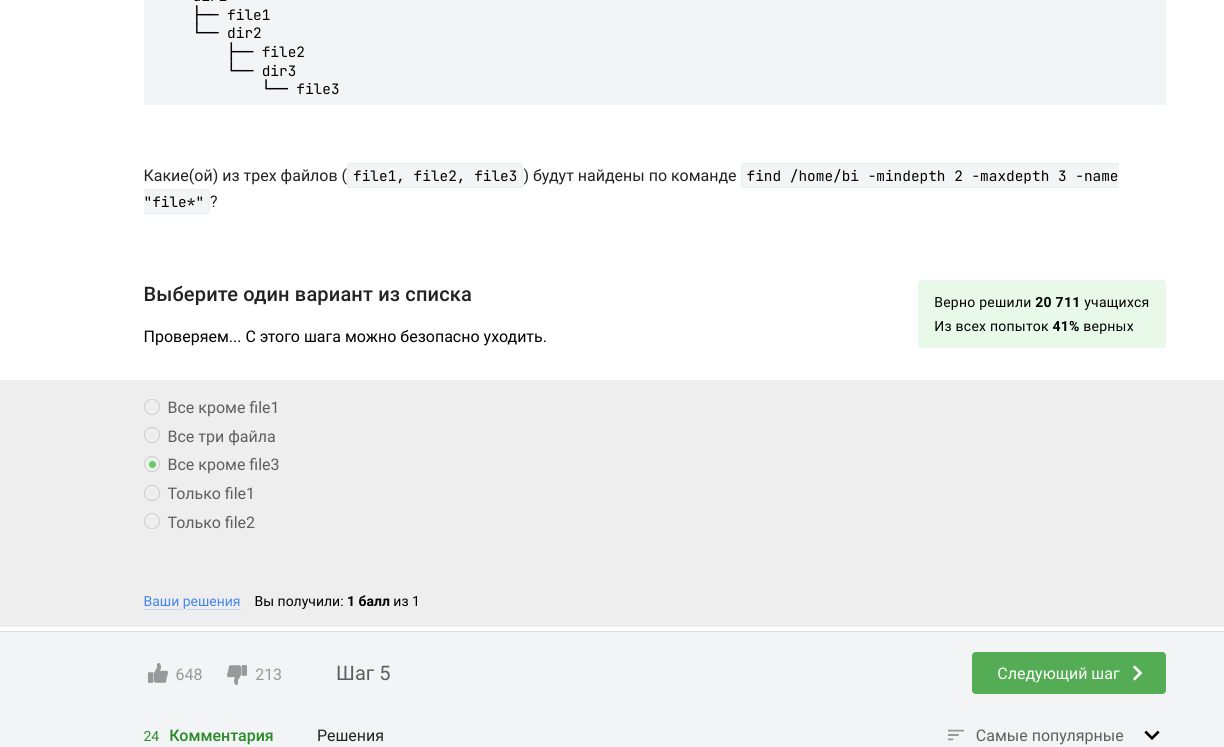 ├── file1
└── dir2
├── file2
└── dir3
└── file3
Какие(ой) из трех файлов ( file1, file2, file3 ) будут найдены по команде find /home/bi -mindepth 2 -maxdepth 3 -name
"file*" ?
Выберите один вариант из списка
Верно решили 20 711 учащихся
Из всех попыток 41% верных
Проверяем... С этого шага можно безопасно уходить.
Все кроме file1
Все три файла
Все кроме file3
Только file1
Только file2
Ваши решения Вы получили: 1 балл из 1
648 213 Шаг 5 Следующий шаг
24 Комментария Решения Самые популярные